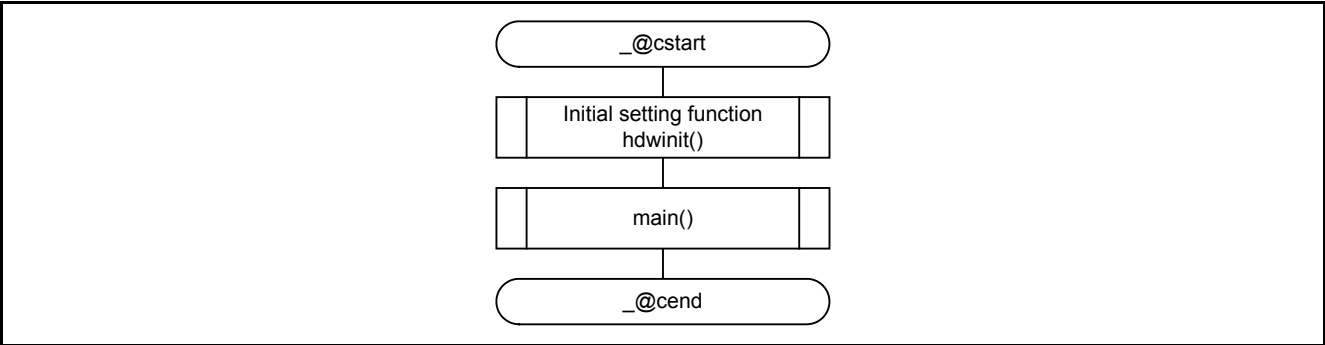 _@cstart
Initial setting function
hdwinit()
main()
_@cend